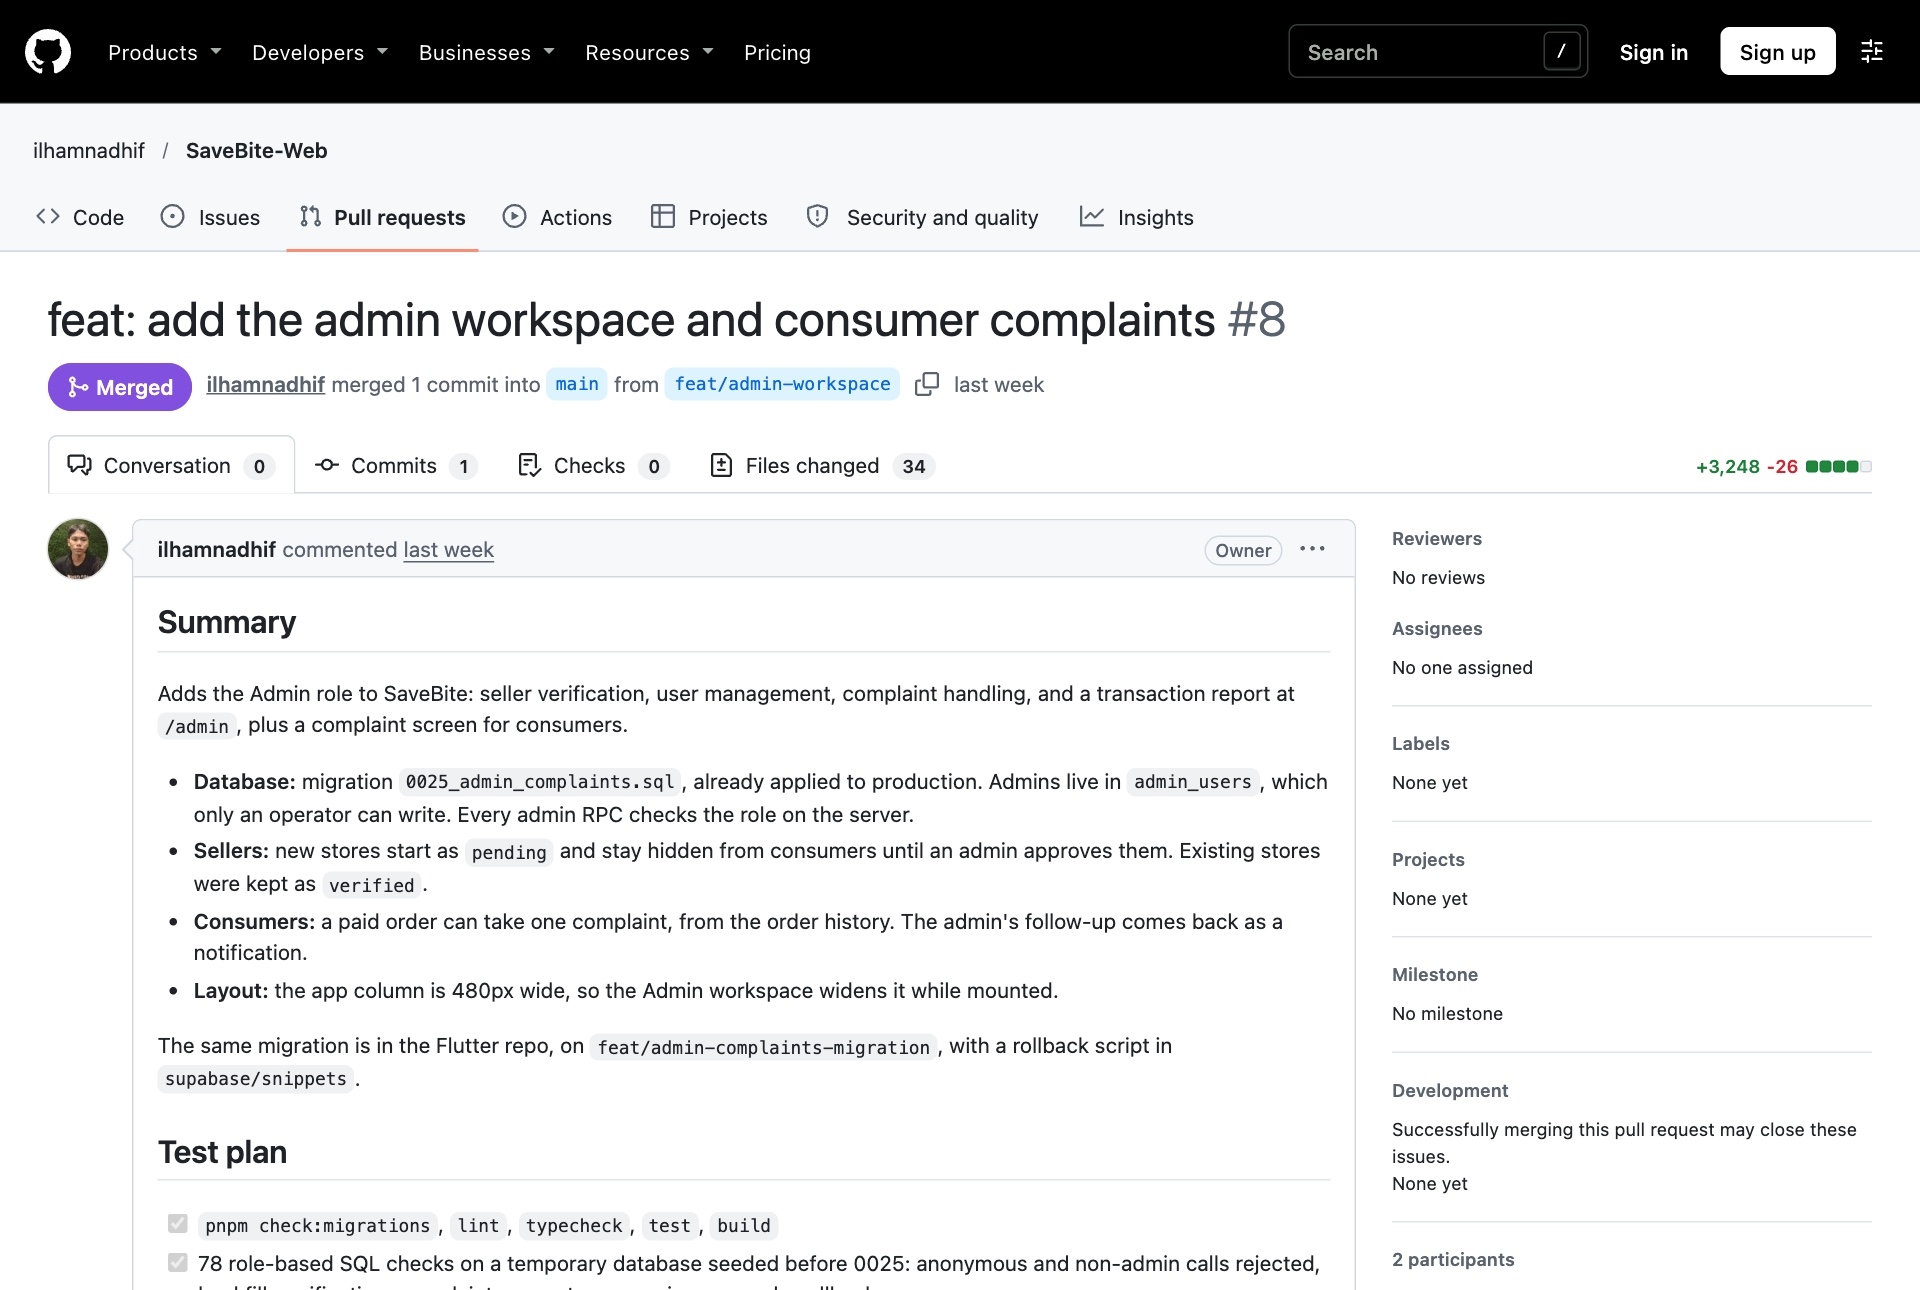 Products Developers Businesses Resources Pricing Search / Sign in Sign up
ilhamnadhif / SaveBite-Web
Code Issues Pull requests Actions Projects Security and quality Insights
feat: add the admin workspace and consumer complaints #8
Merged ilhamnadhif merged 1 commit into main from feat/admin-workspace last week
Conversation 0 Commits 1 Checks 0 Files changed 34 +3,248 -26
ilhamnadhif commented last week Owner
Summary
Adds the Admin role to SaveBite: seller verification, user management, complaint handling, and a transaction report at
/admin, plus a complaint screen for consumers.
Database: migration 0025_admin_complaints.sql, already applied to production. Admins live in admin_users, which
only an operator can write. Every admin RPC checks the role on the server.
Sellers: new stores start as pending and stay hidden from consumers until an admin approves them. Existing stores
were kept as verified.
Consumers: a paid order can take one complaint, from the order history. The admin's follow-up comes back as a
notification.
Layout: the app column is 480px wide, so the Admin workspace widens it while mounted.
The same migration is in the Flutter repo, on feat/admin-complaints-migration, with a rollback script in
supabase/snippets.
Test plan
pnpm check:migrations, lint, typecheck, test, build
78 role-based SQL checks on a temporary database seeded before 0025: anonymous and non-admin calls rejected,
Reviewers
No reviews
Assignees
No one assigned
Labels
None yet
Projects
None yet
Milestone
No milestone
Development
Successfully merging this pull request may close these
issues.
None yet
2 participants